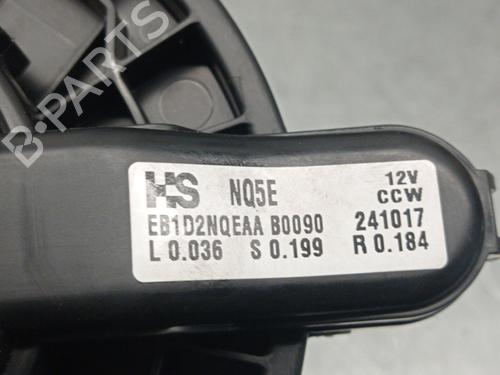 B-PARTS
HS NQ5E 12V
CCW
EB1D2NQEAA B0090 241017
L 0.036 S 0.199 R 0.184